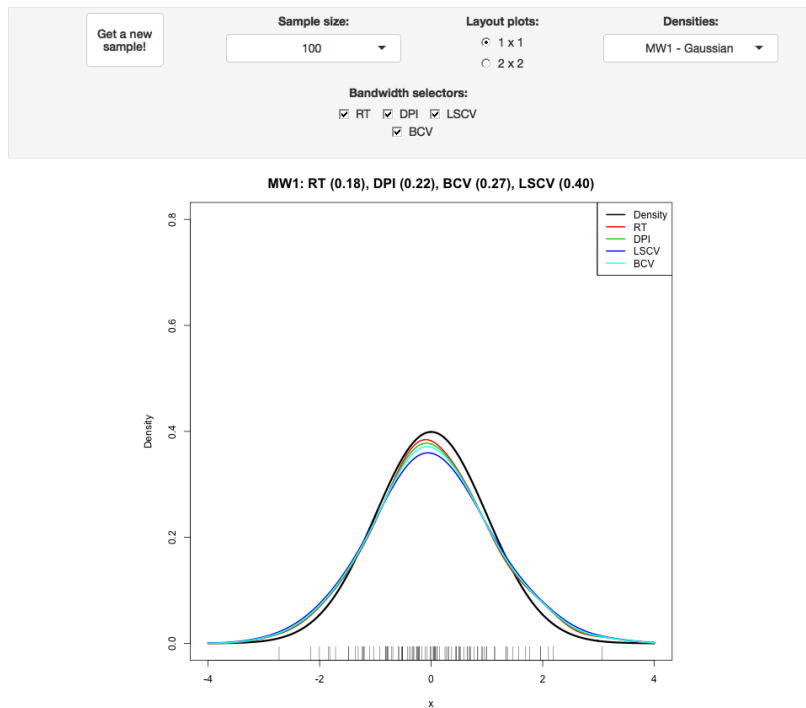 Get a new
sample!
Sample size:
100
Layout plots:
1 x 1
2 x 2
Densities:
MW1 - Gaussian
Bandwidth selectors:
RT DPI LSCV
BCV
MW1: RT (0.18), DPI (0.22), BCV (0.27), LSCV (0.40)
Density
RT
DPI
LSCV
BCV
0.8
0.6
0.4
0.2
0.0
Density
-4 -2 0 2 4
x